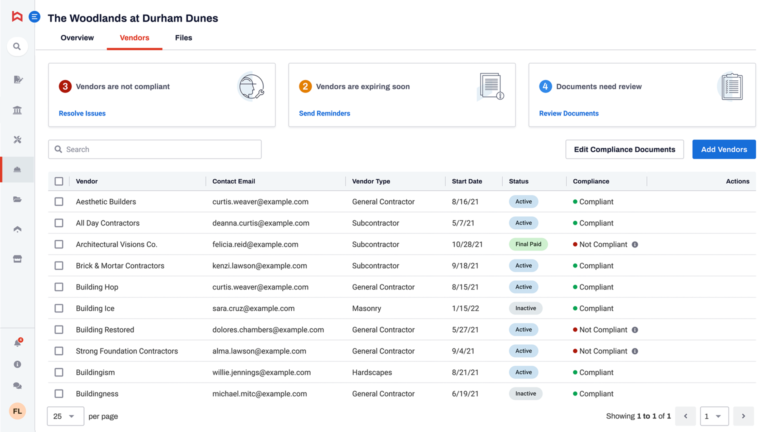 The Woodlands at Durham Dunes
Overview Vendors Files
3 Vendors are not compliant
Resolve Issues
2 Vendors are expiring soon
Send Reminders
4 Documents need review
Review Documents
Search
Edit Compliance Documents
Add Vendors
Vendor Contact Email Vendor Type Start Date Status Compliance Actions
Aesthetic Builders curtis.weaver@example.com General Contractor 8/16/21 Active Compliant
All Day Contractors deanna.curtis@example.com Subcontractor 5/7/21 Active Compliant
Architectural Visions Co. felicia.reid@example.com Subcontractor 10/28/21 Final Paid Not Compliant
Brick & Mortar Contractors kenzi.lawson@example.com Subcontractor 9/18/21 Active Compliant
Building Hop curtis.weaver@example.com General Contractor 8/15/21 Active Compliant
Building Ice sara.cruz@example.com Masonry 1/15/22 Inactive Compliant
Building Restored dolores.chambers@example.com General Contractor 5/27/21 Active Not Compliant
Strong Foundation Contractors alma.lawson@example.com General Contractor 9/4/21 Active Not Compliant
Buildingism willie.jennings@example.com Hardscapes 8/21/21 Active Compliant
Buildingness michael.mitc@example.com General Contractor 6/19/21 Inactive Compliant
FL
25 per page
Showing 1 to 1 of 1
1